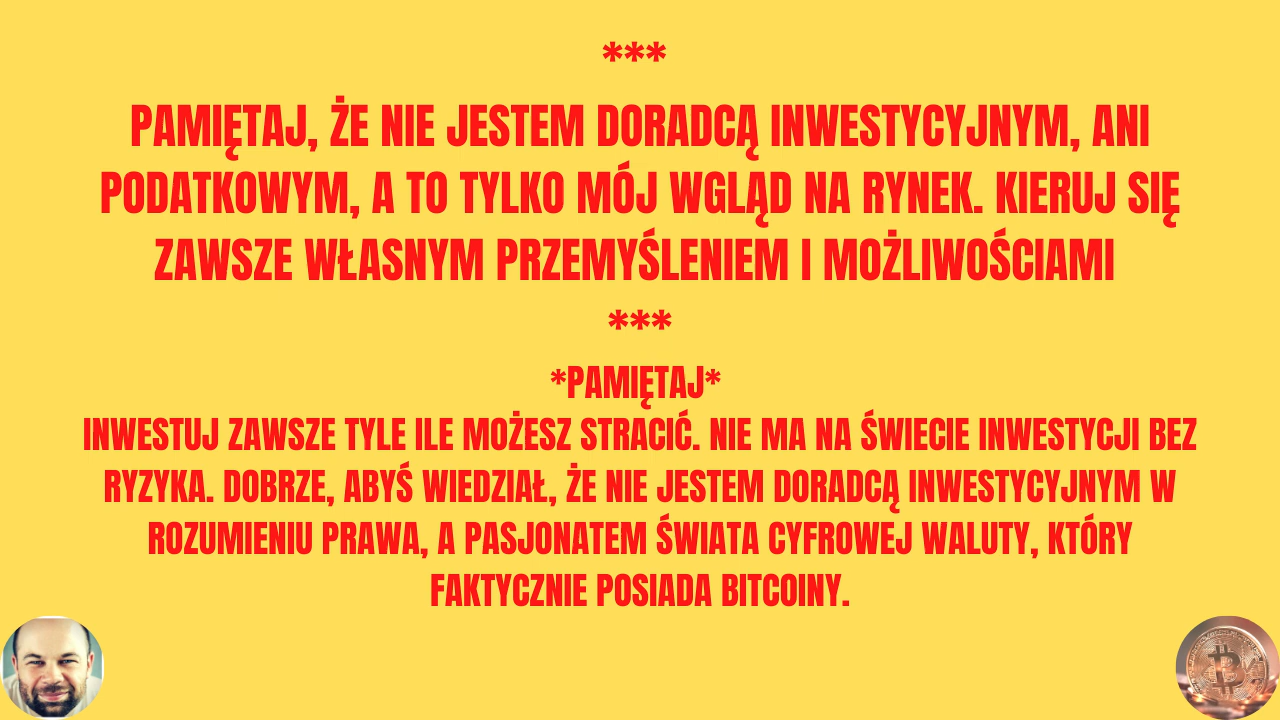 ***
PAMIĘTAJ, ŻE NIE JESTEM DORADCĄ INWESTYCYJNYM, ANI
PODATKOWYM, A TO TYLKO MÓJ WGLĄD NA RYNEK. KIERUJ SIĘ
ZAWSZE WŁASNYM PRZEMYŚLENIEM I MOŻLIWOŚCIAMI
***
*PAMIĘTAJ*
INWESTUJ ZAWSZE TYLE ILE MOŻESZ STRACIĆ. NIE MA NA ŚWIECIE INWESTYCJI BEZ
RYZYKA. DOBRZE, ABYŚ WIEDZIAŁ, ŻE NIE JESTEM DORADCĄ INWESTYCYJNYM W
ROZUMIENIU PRAWA, A PASJONATEM ŚWIATA CYFROWEJ WALUTY, KTÓRY
FAKTYCZNIE POSIADA BITCOINY.